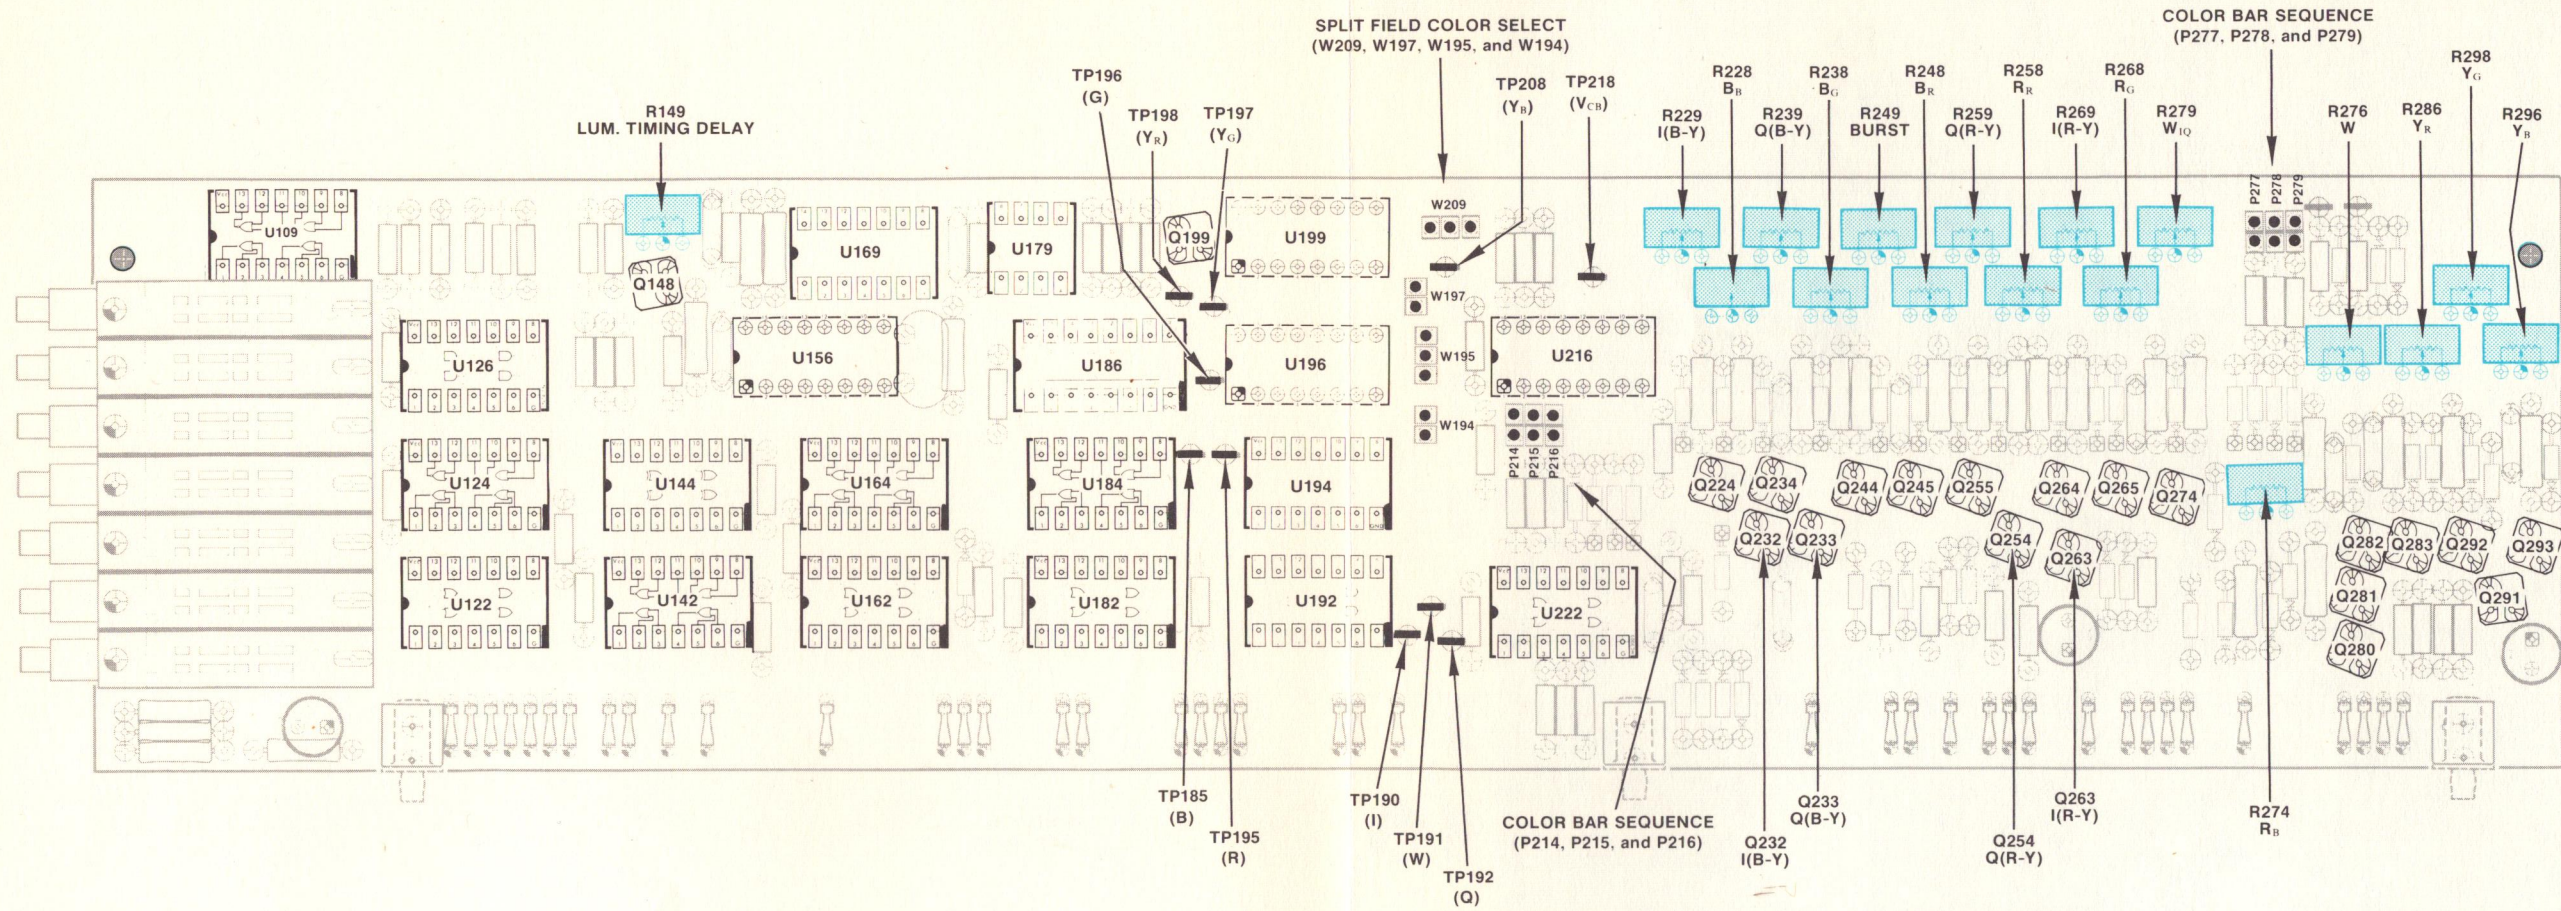 SPLIT FIELD COLOR SELECT
(W209, W197, W195, and W194)
COLOR BAR SEQUENCE
(P277, P278, and P279)
TP196
(G)
TP198
(YR)
TP197
(YG)
TP208
(YB)
TP218
(VCB)
R149
LUM. TIMING DELAY
R229
I(B-Y)
R228
BB
R239
Q(B-Y)
R238
BG
R249
BURST
R248
BR
R259
Q(R-Y)
R258
RR
R269
I(R-Y)
R268
RG
R279
WIQ
R276
W
R286
YR
R298
YG
R296
YB
P277
P278
P279
U109
Q148
U169
U179
Q199
U199
W209
W197
U126
U156
U186
U196
W195
U216
W194
P214
P215
P216
U124
U144
U164
U184
U194
Q224
Q234
Q244
Q245
Q255
Q264
Q265
Q274
Q232
Q233
Q254
Q263
Q282
Q283
Q292
Q293
U122
U142
U162
U182
U192
U222
Q281
Q291
Q280
TP185
(B)
TP195
(R)
TP190
(I)
TP191
(W)
TP192
(Q)
COLOR BAR SEQUENCE
(P214, P215, and P216)
Q232
I(B-Y)
Q233
Q(B-Y)
Q254
Q(R-Y)
Q263
I(R-Y)
R274
RB